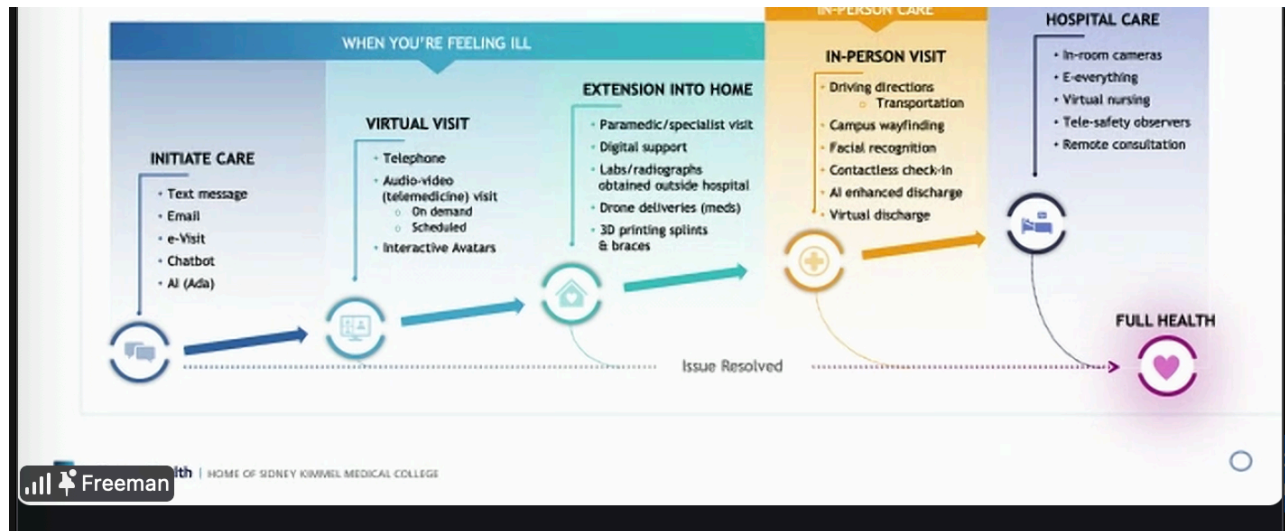 IN-PERSON CARE
HOSPITAL CARE
• In-room cameras
• E-everything
• Virtual nursing
• Tele-safety observers
• Remote consultation
WHEN YOU'RE FEELING ILL
IN-PERSON VISIT
• Driving directions
○ Transportation
• Campus wayfinding
• Facial recognition
• Contactless check-in
• AI enhanced discharge
• Virtual discharge
EXTENSION INTO HOME
• Paramedic/specialist visit
• Digital support
• Labs/radiographs
obtained outside hospital
• Drone deliveries (meds)
• 3D printing splints
& braces
VIRTUAL VISIT
• Telephone
• Audio-video
(telemedicine) visit
○ On demand
○ Scheduled
• Interactive Avatars
INITIATE CARE
• Text message
• Email
• e-Visit
• Chatbot
• AI (Ada)
FULL HEALTH
Issue Resolved
HOME OF SIDNEY KIMMEL MEDICAL COLLEGE
Freeman